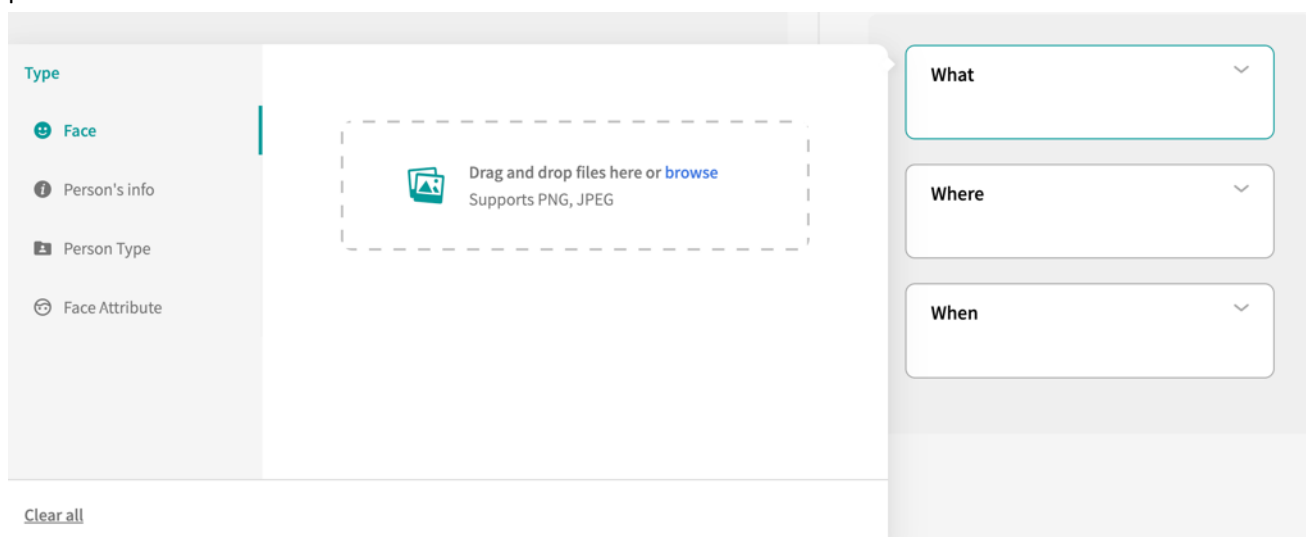 Type
Face
Person's info
Person Type
Face Attribute
Drag and drop files here or browse
Supports PNG, JPEG
Clear all
What
Where
When